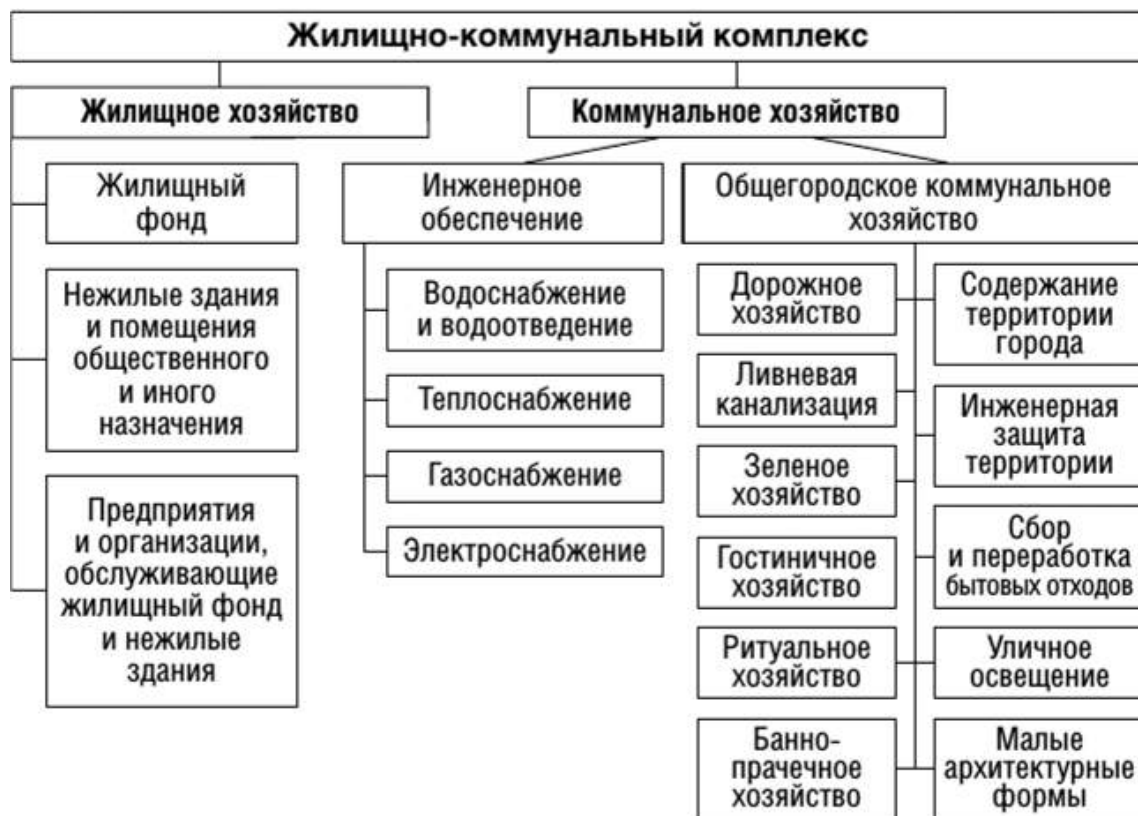 Жилищно-коммунальный комплекс
Жилищное хозяйство
Коммунальное хозяйство
Жилищный
фонд
Нежилые здания
и помещения
общественного
и иного
назначения
Предприятия
и организации,
обслуживающие
жилищный фонд
и нежилые
здания
Инженерное
обеспечение
Водоснабжение
и водоотведение
Теплоснабжение
Газоснабжение
Электроснабжение
Общегородское коммунальное
хозяйство
Дорожное
хозяйство
Ливневая
канализация
Зеленое
хозяйство
Гостиничное
хозяйство
Ритуальное
хозяйство
Банно-
прачечное
хозяйство
Содержание
территории
города
Инженерная
защита
территории
Сбор
и переработка
бытовых отходов
Уличное
освещение
Малые
архитектурные
формы